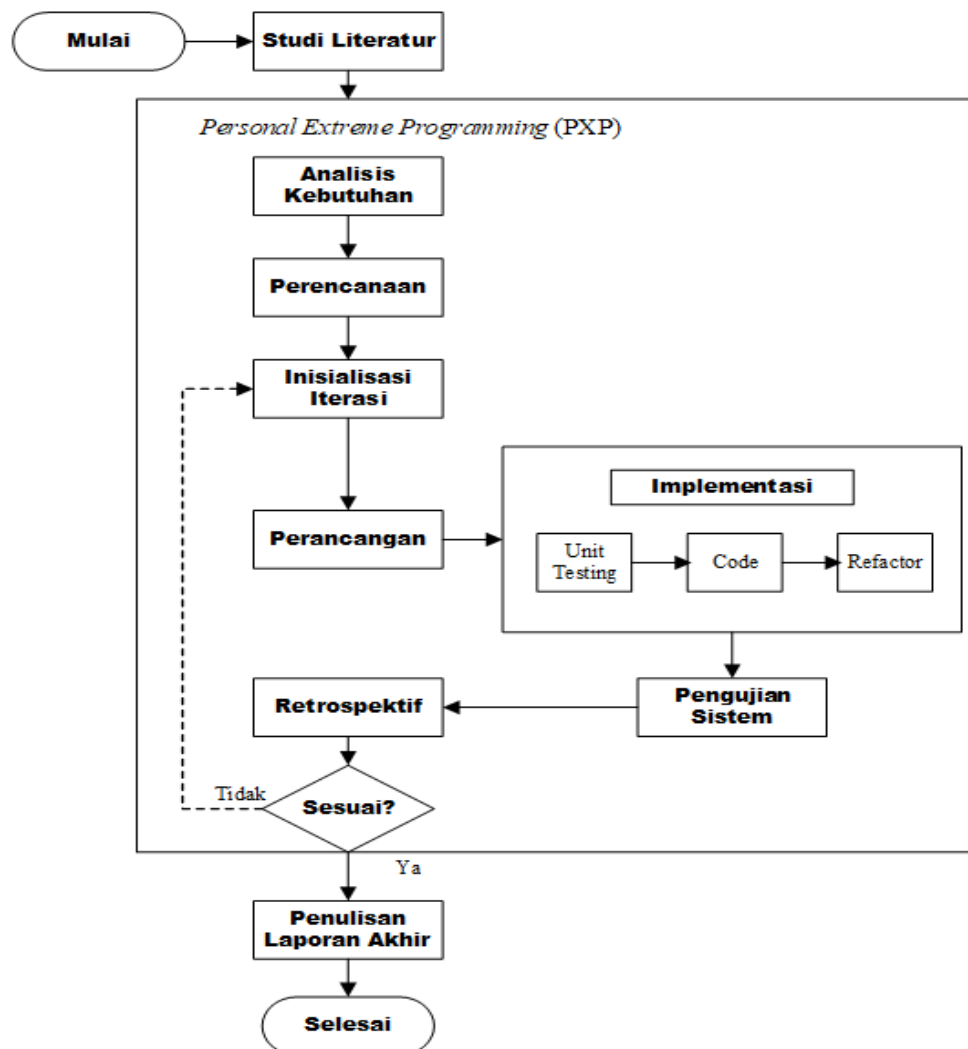 Mulai
Studi Literatur
Personal Extreme Programming (PXP)
Analisis
Kebutuhan
Perencanaan
Inisialisasi
Iterasi
Perancangan
Implementasi
Unit
Testing
Code
Refactor
Pengujian
Sistem
Retrospektif
Tidak
Sesuai?
Ya
Penulisan
Laporan Akhir
Selesai